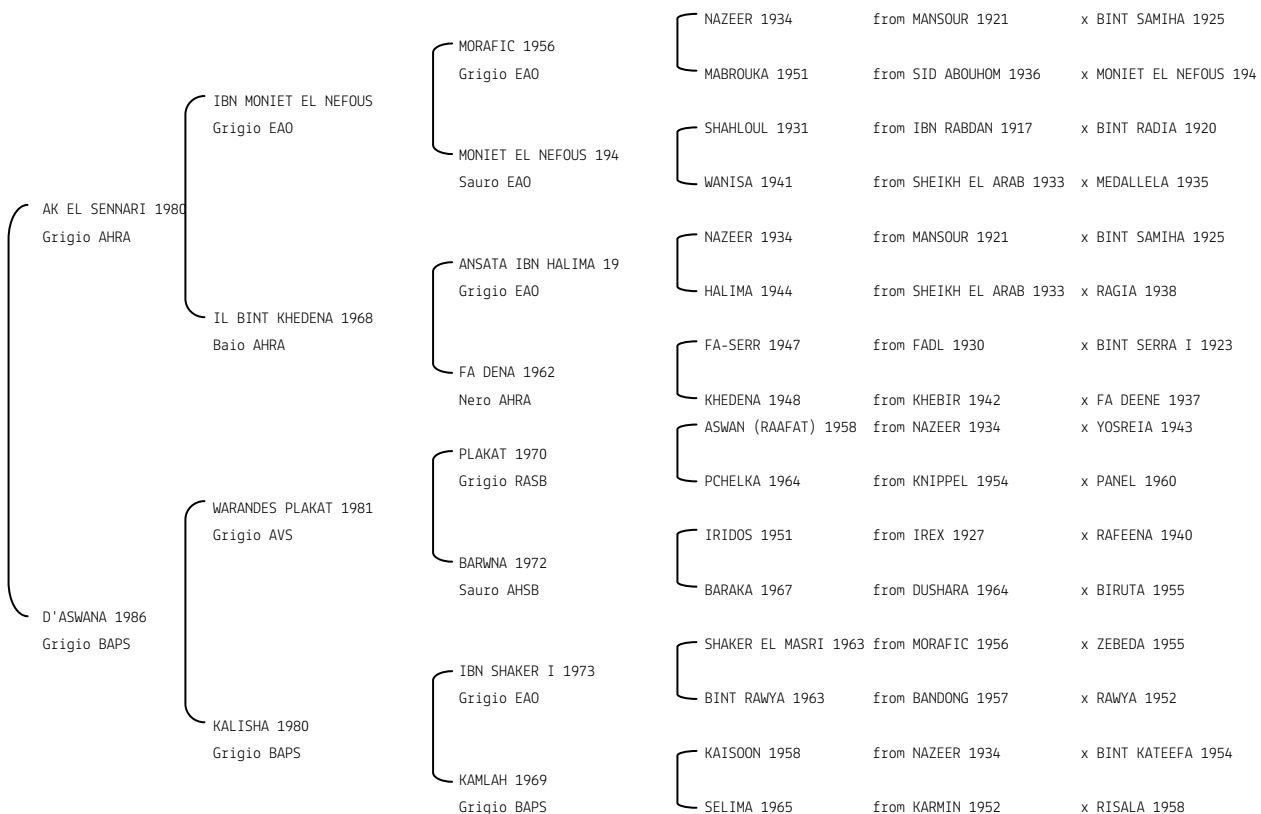 NAZEER 1934 from MANSOUR 1921 x BINT SAMIHA 1925
MORAFIC 1956
Grigio EAO MABROUKA 1951 from SID ABOUHOM 1936 x MONIET EL NEFOUS 194
IBN MONIET EL NEFOUS
Grigio EAO SHAHLOUL 1931 from IBN RABDAN 1917 x BINT RADIA 1920
MONIET EL NEFOUS 194
Sauro EAO WANISA 1941 from SHEIKH EL ARAB 1933 x MEDALLELA 1935
AK EL SENNARI 1980
Grigio AHRA NAZEER 1934 from MANSOUR 1921 x BINT SAMIHA 1925
ANSATA IBN HALIMA 19
Grigio EAO HALIMA 1944 from SHEIKH EL ARAB 1933 x RAGIA 1938
IL BINT KHEDENA 1968
Baio AHRA FA-SERR 1947 from FADL 1930 x BINT SERRA I 1923
FA DENA 1962
Nero AHRA KHEDENA 1948 from KHEBIR 1942 x FA DEENE 1937
ASWAN (RAAFAT) 1958 from NAZEER 1934 x YOSREIA 1943
PLAKAT 1970
Grigio RASB PCHELKA 1964 from KNIPPEL 1954 x PANEL 1960
WARANDES PLAKAT 1981
Grigio AVS IRIDOS 1951 from IREX 1927 x RAFEENA 1940
BARWNA 1972
Sauro AHSB BARAKA 1967 from DUSHARA 1964 x BIRUTA 1955
D'ASWANA 1986
Grigio BAPS SHAKER EL MASRI 1963 from MORAFIC 1956 x ZEBEDA 1955
IBN SHAKER I 1973
Grigio EAO BINT RAWYA 1963 from BANDONG 1957 x RAWYA 1952
KALISHA 1980
Grigio BAPS KAISOON 1958 from NAZEER 1934 x BINT KATEEFA 1954
KAMLAH 1969
Grigio BAPS SELIMA 1965 from KARMIN 1952 x RISALA 1958